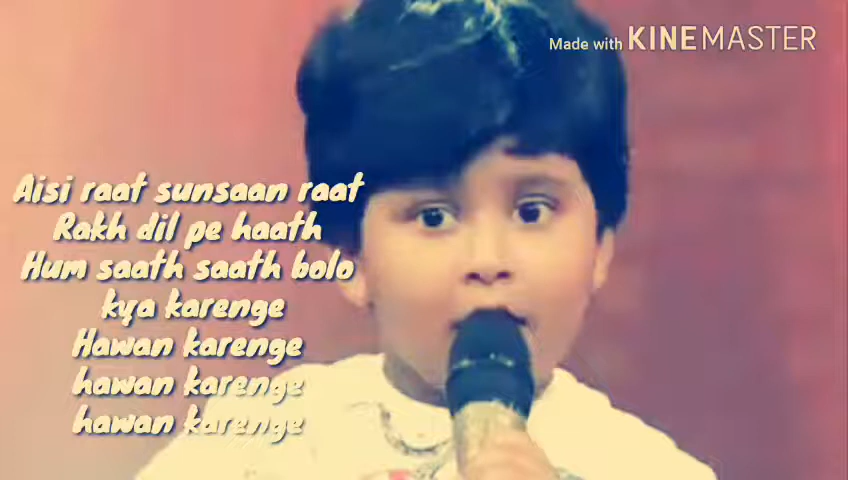 Made with KINEMASTER
Aisi raat sunsaan raat
Rakh dil pe haath
Hum saath saath bolo
kya karenge
Hawan karenge
hawan karenge
hawan karenge